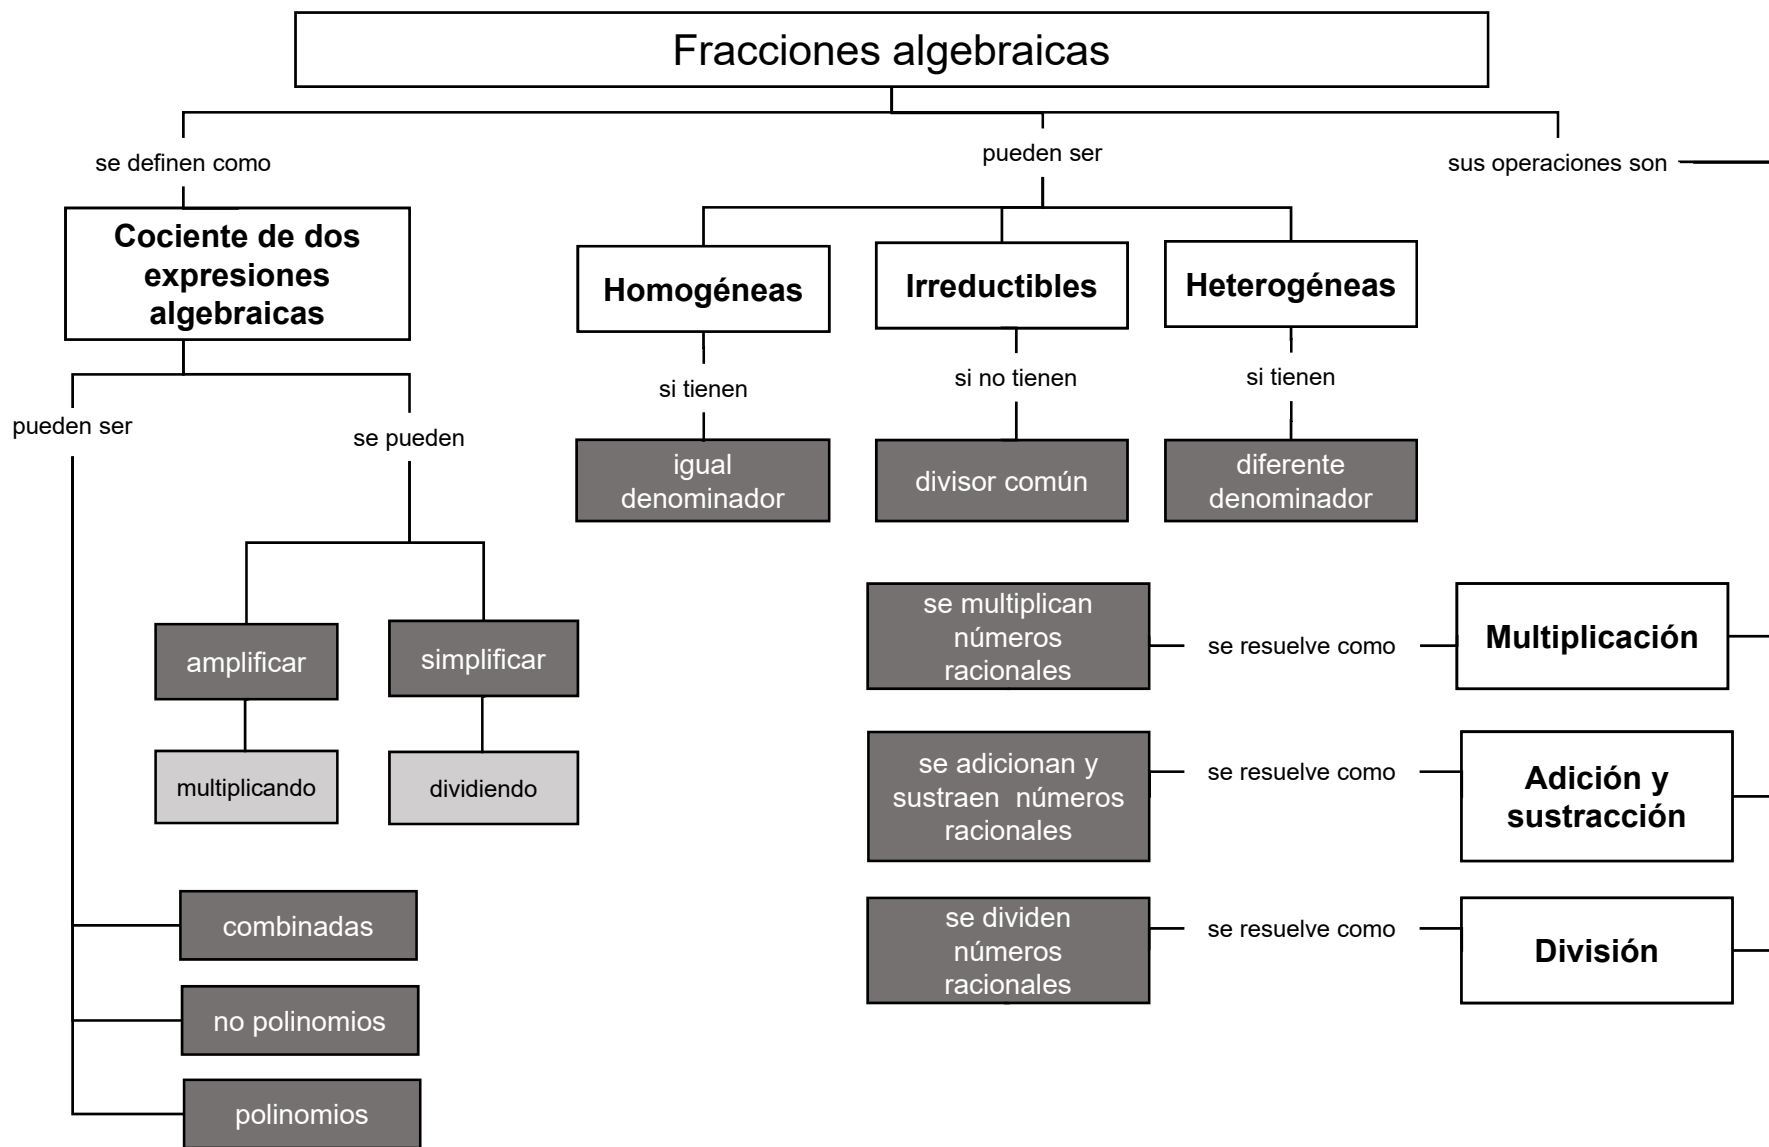 Fracciones algebraicas
se definen como
pueden ser
sus operaciones son
Cociente de dos
expresiones
algebraicas
Homogéneas
Irreductibles
Heterogéneas
si tienen
si no tienen
si tienen
pueden ser
se pueden
igual
denominador
divisor común
diferente
denominador
amplificar
simplificar
multiplicando
dividiendo
combinadas
no polinomios
polinomios
se multiplican
números
racionales
se resuelve como
Multiplicación
se adicionan y
sustraen  números
racionales
se resuelve como
Adición y
sustracción
se dividen
números
racionales
se resuelve como
División